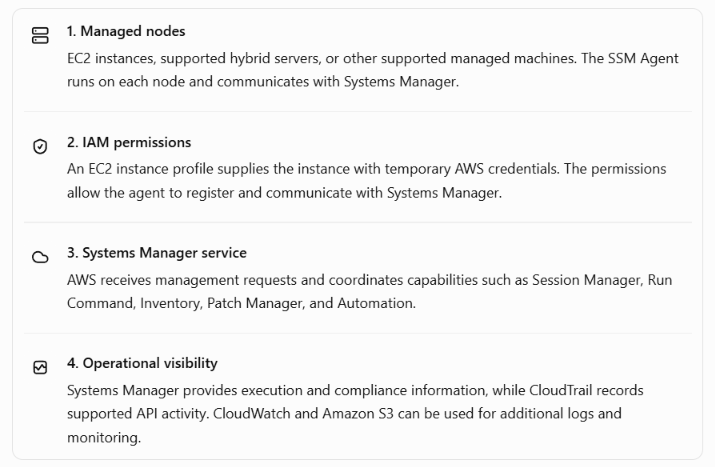 1. Managed nodes
EC2 instances, supported hybrid servers, or other supported managed machines. The SSM Agent
runs on each node and communicates with Systems Manager.
2. IAM permissions
An EC2 instance profile supplies the instance with temporary AWS credentials. The permissions
allow the agent to register and communicate with Systems Manager.
3. Systems Manager service
AWS receives management requests and coordinates capabilities such as Session Manager, Run
Command, Inventory, Patch Manager, and Automation.
4. Operational visibility
Systems Manager provides execution and compliance information, while CloudTrail records
supported API activity. CloudWatch and Amazon S3 can be used for additional logs and
monitoring.